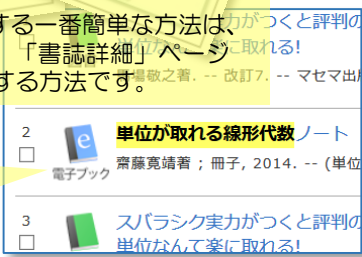 する一番簡単な方法は、
「書誌詳細」ページ
する方法です。
実力がつくと評判の
に取れる!
場敬之著. -- 改訂7. -- マセマ出
2
単位が取れる線形代数ノート
齋藤寛靖著 ; 冊子, 2014. -- (単位
電子ブック
3
スバラシク実力がつくと評判の
単位なんて楽に取れる!